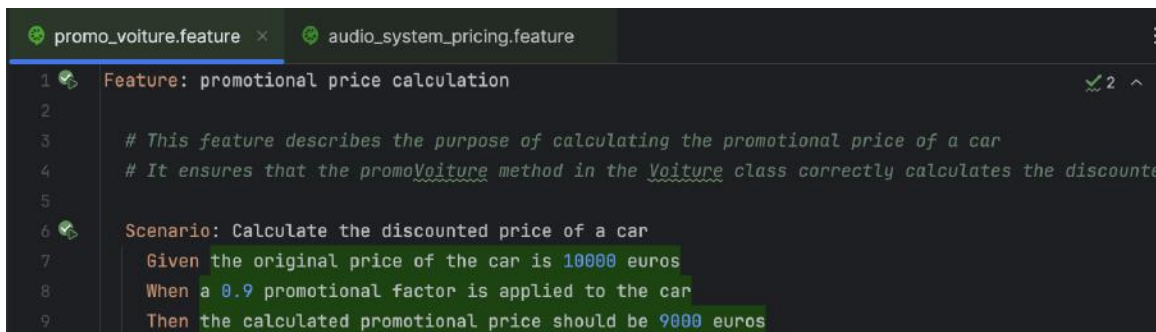 promo_voiture.feature × audio_system_pricing.feature
1 Feature: promotional price calculation 2
2
3 # This feature describes the purpose of calculating the promotional price of a car
4 # It ensures that the promoVoiture method in the Voiture class correctly calculates the discounte
5
6 Scenario: Calculate the discounted price of a car
7 Given the original price of the car is 10000 euros
8 When a 0.9 promotional factor is applied to the car
9 Then the calculated promotional price should be 9000 euros